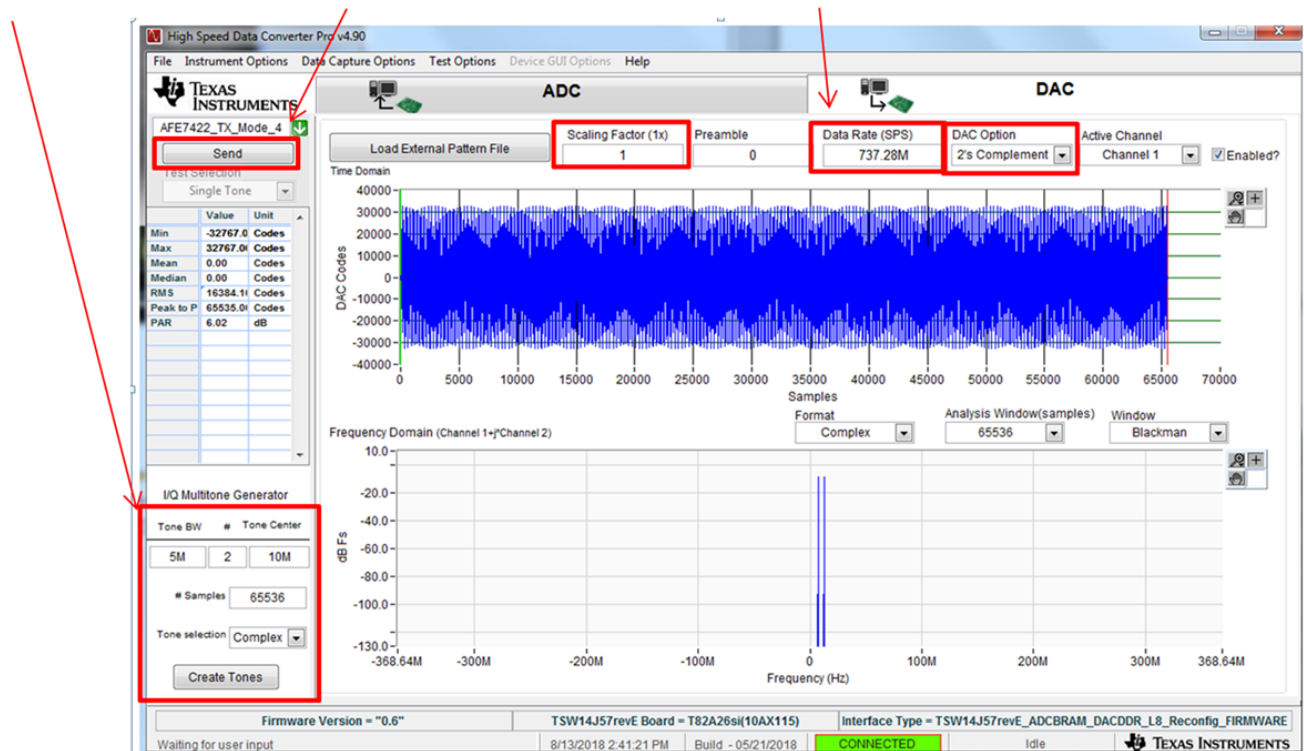 High Speed Data Converter Pro v4.90
File Instrument Options Data Capture Options Test Options Device GUI Options Help
TEXAS INSTRUMENTS
ADC
DAC
AFE7422_TX_Mode_4
Send
Test Selection
Single Tone
Value Unit
Min -32767.0 Codes
Max 32767.0 Codes
Mean 0.00 Codes
Median 0.00 Codes
RMS 16384.1 Codes
Peak to P 65535.0 Codes
PAR 6.02 dB
I/Q Multitone Generator
Tone BW # Tone Center
5M 2 10M
# Samples 65536
Tone selection Complex
Create Tones
Load External Pattern File
Scaling Factor (1x)
1
Preamble
0
Data Rate (SPS)
737.28M
DAC Option
2's Complement
Active Channel
Channel 1
Enabled?
Time Domain
DAC Codes
40000
30000
20000
10000
0
-10000
-20000
-30000
-40000
0 5000 10000 15000 20000 25000 30000 35000 40000 45000 50000 55000 60000 65000 70000
Samples
Frequency Domain (Channel 1+j*Channel 2)
Format
Complex
Analysis Window(samples)
65536
Window
Blackman
dB Fs
10.0
-20.0
-40.0
-60.0
-80.0
-100.0
-130.0
-368.64M -300M -200M -100M 0 100M 200M 300M 368.64M
Frequency (Hz)
Firmware Version = "0.6"
TSW14J57revE Board = T82A26si(10AX115)
Interface Type = TSW14J57revE_ADCBRAM_DACDDR_L8_Reconfig_FIRMWARE
Waiting for user input
8/13/2018 2:41:21 PM
Build - 05/21/2018
CONNECTED
Idle
TEXAS INSTRUMENTS